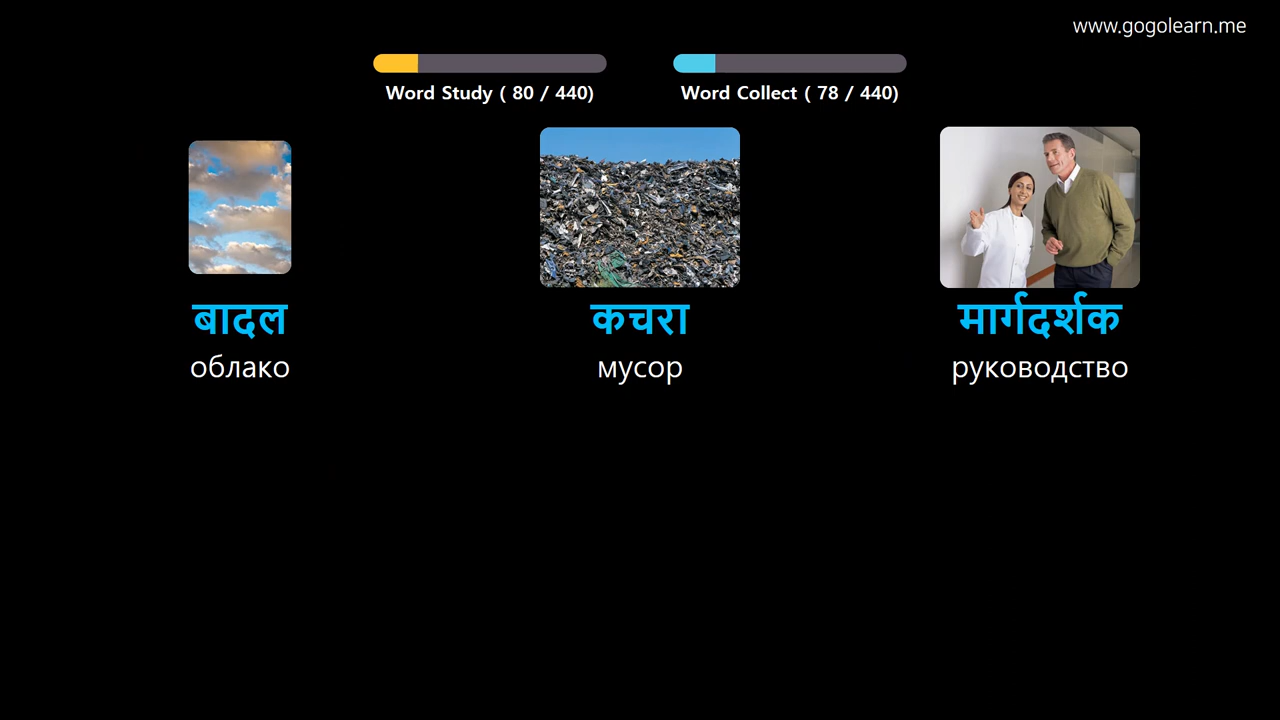 www.gogolearn.me
Word Study ( 80 / 440)
Word Collect ( 78 / 440)
बादल
कचरा
मार्गदर्शक
облако
мусор
руководство